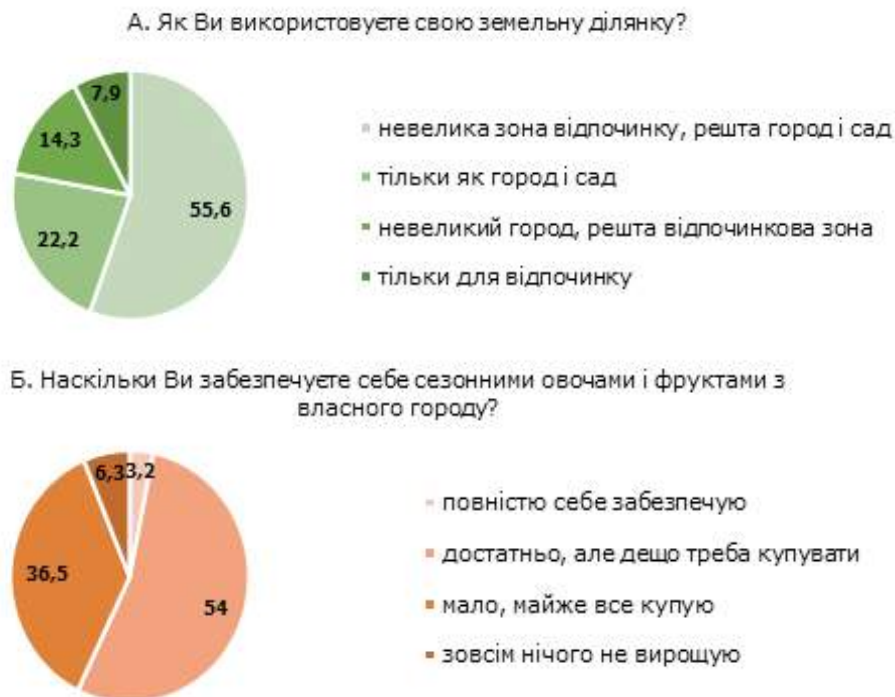 А. Як Ви використовуєте свою земельну ділянку?
7,9
14,3
55,6
22,2
невелика зона відпочинку, решта город і сад
тільки як город і сад
невеликий город, решта відпочинкова зона
тільки для відпочинку
Б. Наскільки Ви забезпечуєте себе сезонними овочами і фруктами з
власного городу?
6,3 3,2
36,5
54
повністю себе забезпечую
достатньо, але дещо треба купувати
мало, майже все купую
зовсім нічого не вирощую